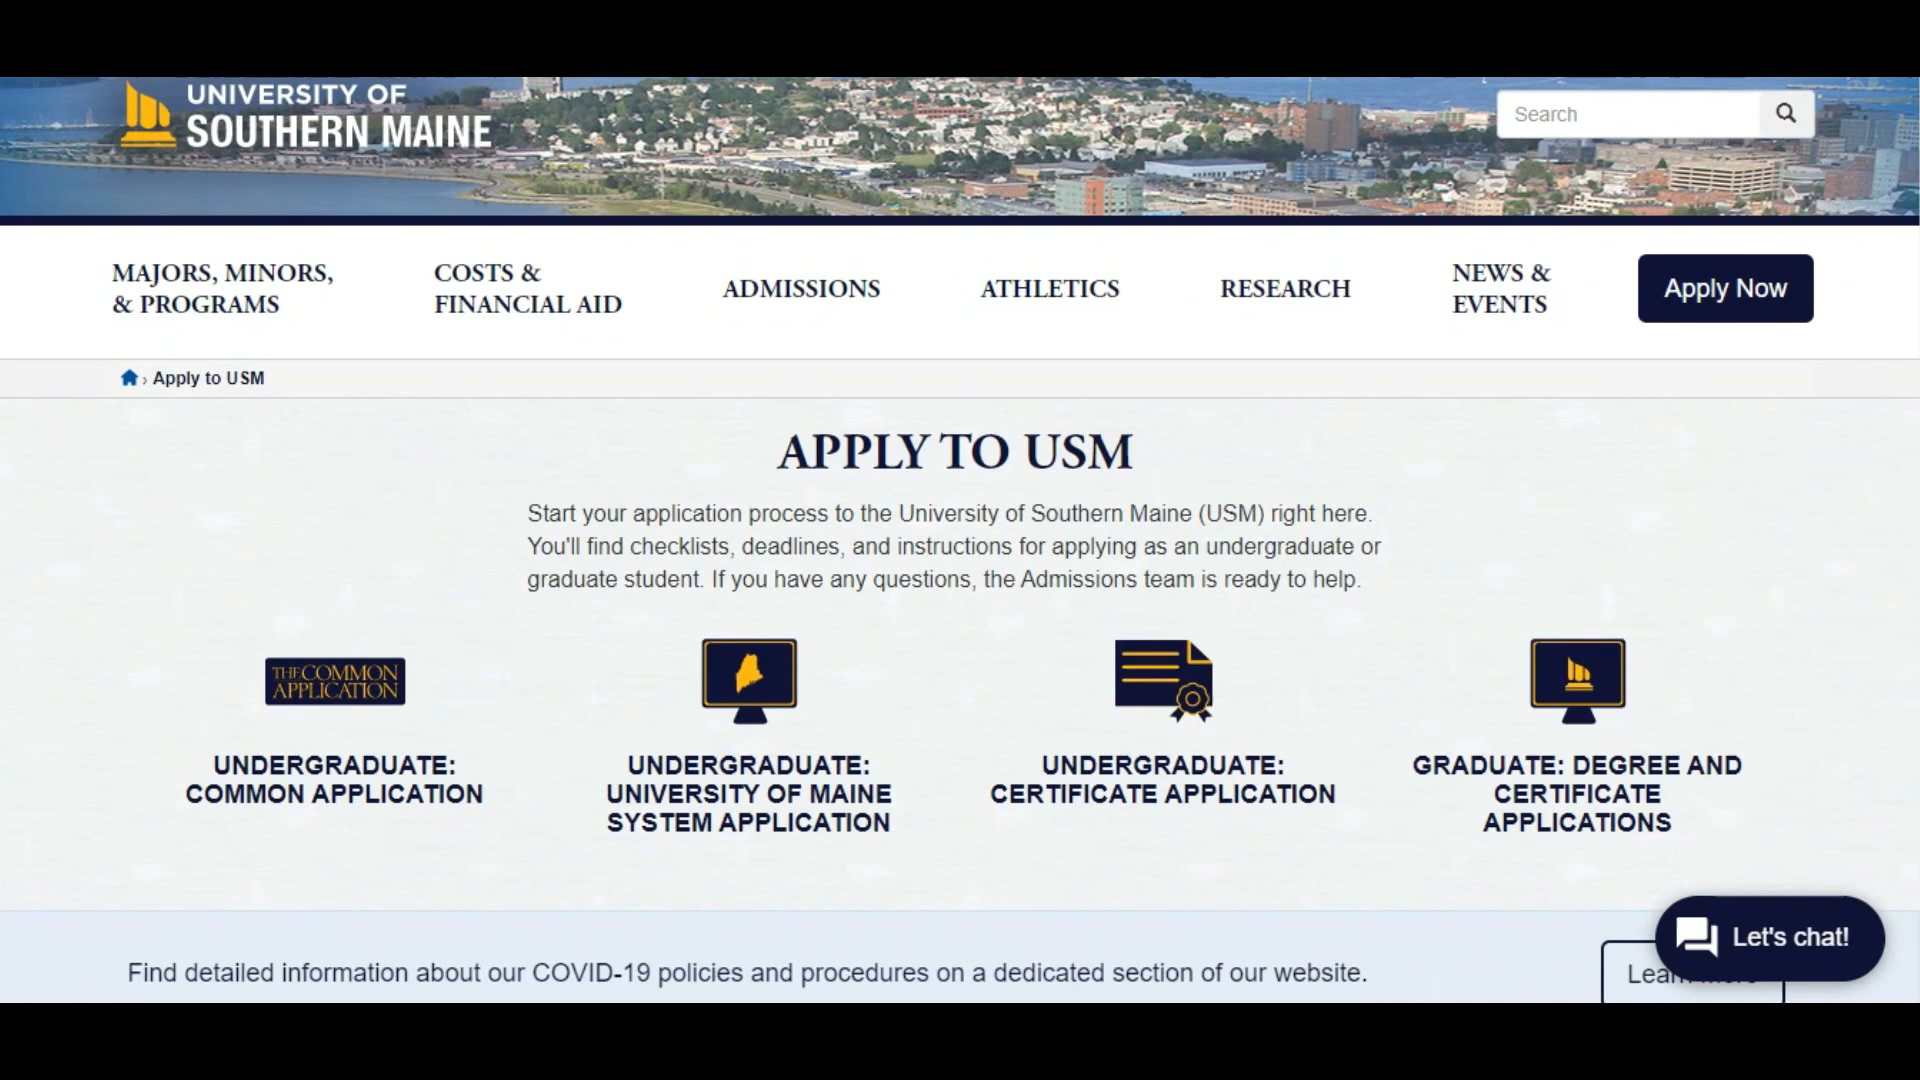 UNIVERSITY OF
SOUTHERN MAINE
Search
MAJORS, MINORS,
& PROGRAMS
COSTS &
FINANCIAL AID
ADMISSIONS
ATHLETICS
RESEARCH
NEWS &
EVENTS
Apply Now
› Apply to USM
APPLY TO USM
Start your application process to the University of Southern Maine (USM) right here.
You'll find checklists, deadlines, and instructions for applying as an undergraduate or
graduate student. If you have any questions, the Admissions team is ready to help.
THE COMMON
APPLICATION
UNDERGRADUATE:
COMMON APPLICATION
UNDERGRADUATE:
UNIVERSITY OF MAINE
SYSTEM APPLICATION
UNDERGRADUATE:
CERTIFICATE APPLICATION
GRADUATE: DEGREE AND
CERTIFICATE
APPLICATIONS
Let's chat!
Find detailed information about our COVID-19 policies and procedures on a dedicated section of our website.